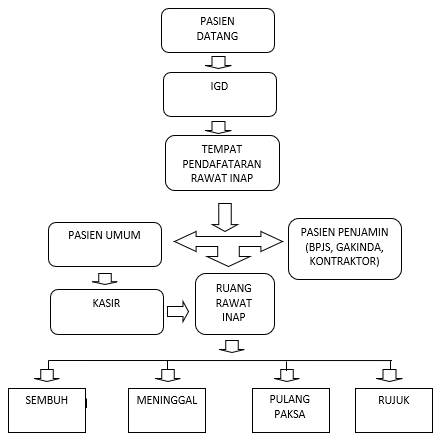 PASIEN
DATANG
IGD
TEMPAT
PENDAFATARAN
RAWAT INAP
PASIEN UMUM
PASIEN PENJAMIN
(BPJS, GAKINDA,
KONTRAKTOR)
KASIR
RUANG
RAWAT
INAP
SEMBUH
MENINGGAL
PULANG
PAKSA
RUJUK